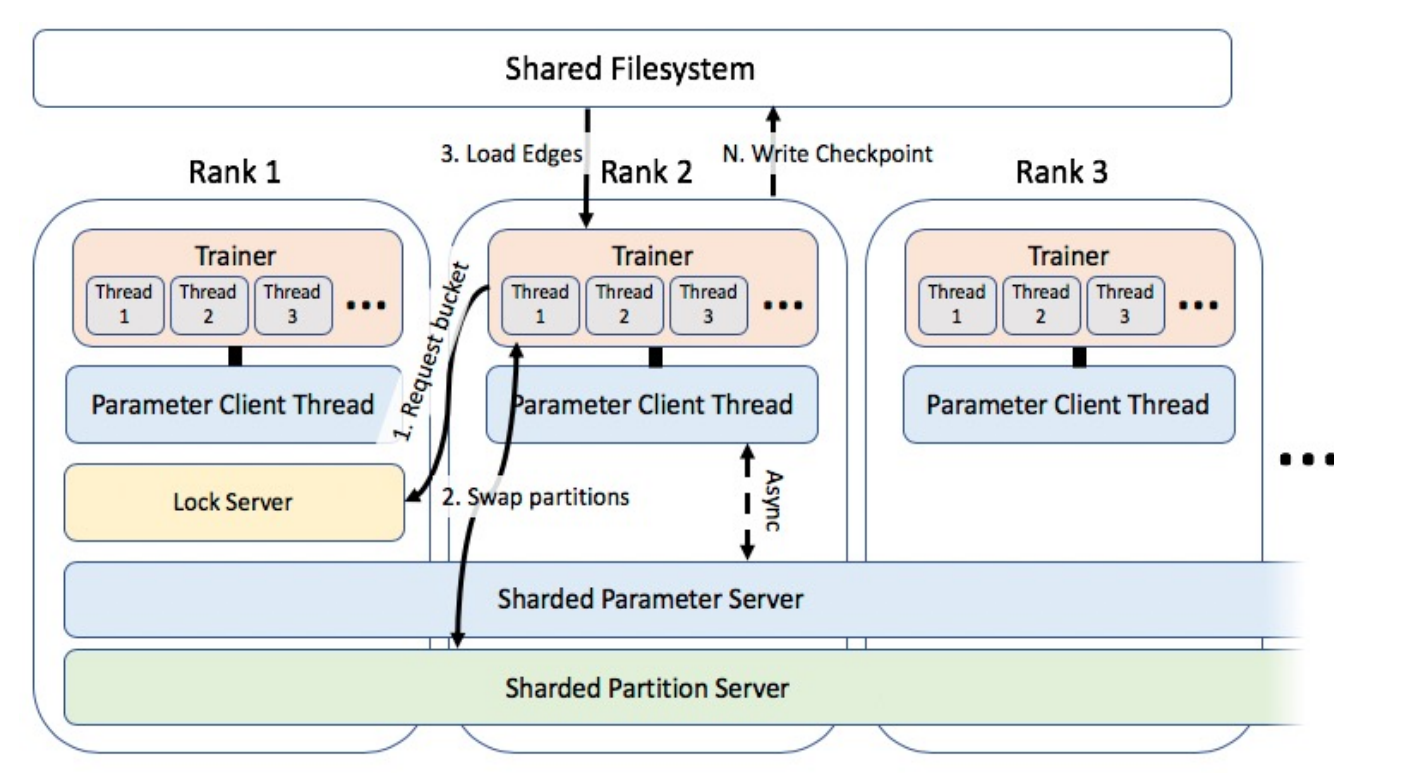 Shared Filesystem
3. Load Edges
N. Write Checkpoint
Rank 1
Rank 2
Rank 3
Trainer
Thread
1
Thread
2
Thread
3
...
Parameter Client Thread
Lock Server
1. Request bucket
Trainer
Thread
1
Thread
2
Thread
3
...
Parameter Client Thread
2. Swap partitions
Async
Trainer
Thread
1
Thread
2
Thread
3
...
Parameter Client Thread
...
Sharded Parameter Server
Sharded Partition Server